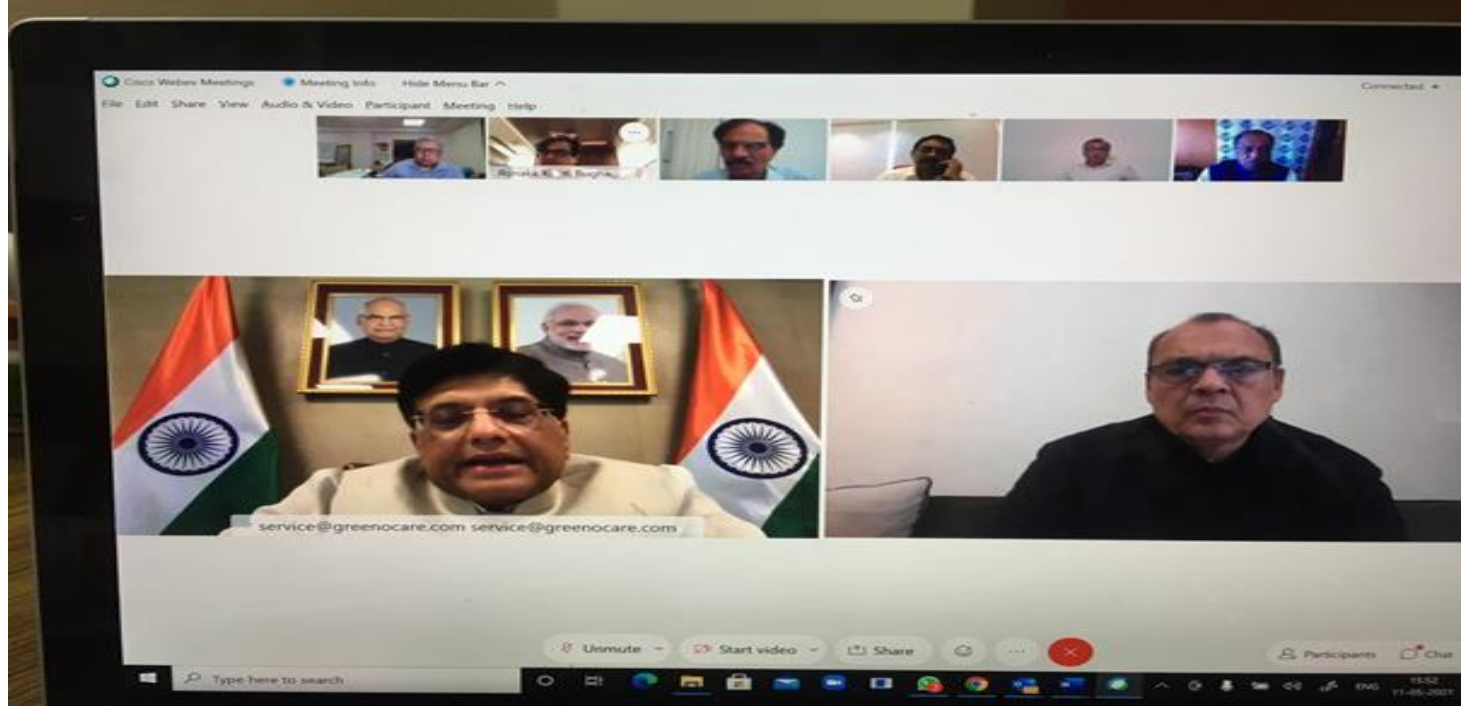 Cisco Webex Meetings Meeting Info Hide Menu Bar Connected
File Edit Share View Audio & Video Participant Meeting Help
service@greenocare.com service@greenocare.com
Unmute Start video Share Participants Chat
Type here to search ENG 15:52
11-05-2021